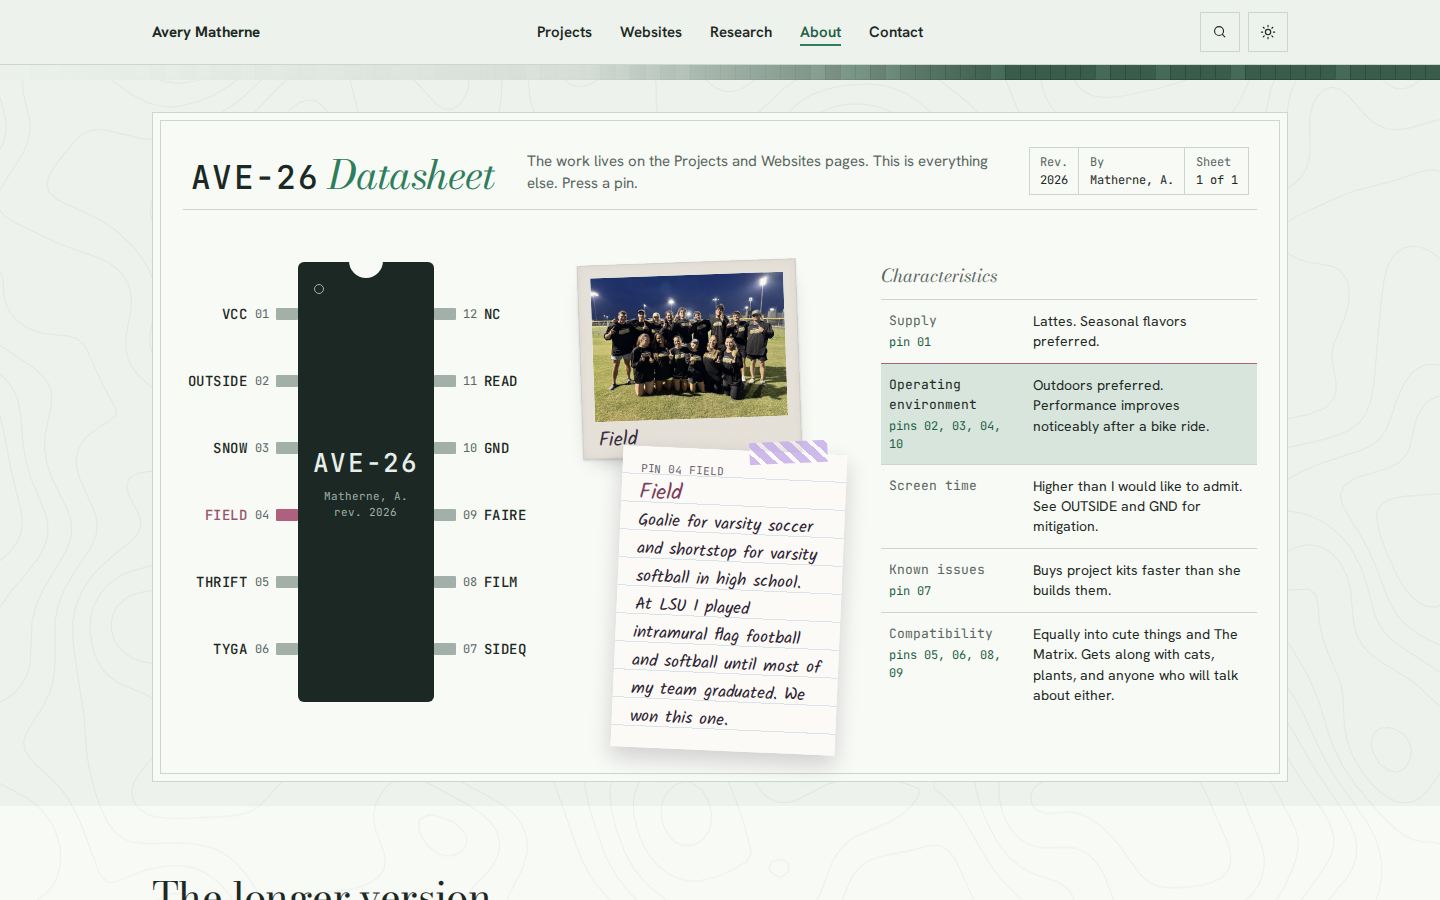 Avery Matherne
Projects
Websites
Research
About
Contact
AVE-26 Datasheet
The work lives on the Projects and Websites pages. This is everything
else. Press a pin.
Rev.
2026
By
Matherne, A.
Sheet
1 of 1
VCC 01
OUTSIDE 02
SNOW 03
FIELD 04
THRIFT 05
TYGA 06
AVE-26
Matherne, A.
rev. 2026
12 NC
11 READ
10 GND
09 FAIRE
08 FILM
07 SIDEQ
Field
PIN 04 FIELD
Field
Goalie for varsity soccer
and shortstop for varsity
softball in high school.
At LSU I played
intramural flag football
and softball until most of
my team graduated. We
won this one.
Characteristics
Supply
pin 01
Lattes. Seasonal flavors
preferred.
Operating
environment
pins 02, 03, 04,
10
Outdoors preferred.
Performance improves
noticeably after a bike ride.
Screen time
Higher than I would like to admit.
See OUTSIDE and GND for
mitigation.
Known issues
pin 07
Buys project kits faster than she
builds them.
Compatibility
pins 05, 06, 08,
09
Equally into cute things and The
Matrix. Gets along with cats,
plants, and anyone who will talk
about either.
The longer version